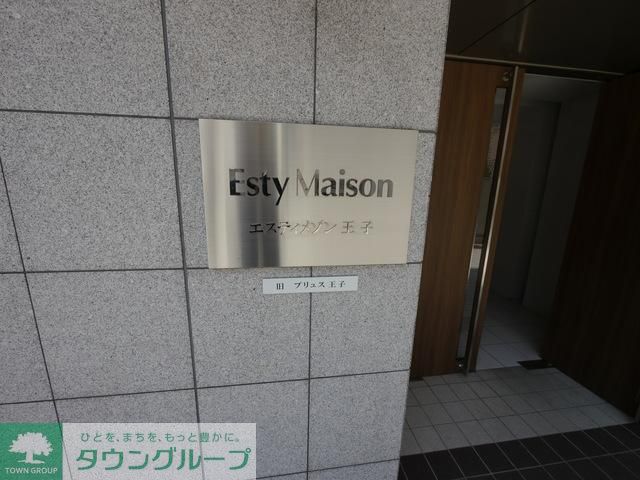 Esty Maison
エスティメゾン王子
旧 プリュス王子
ひとを、まちを、もっと豊かに。
TOWN GROUP
タウングループ